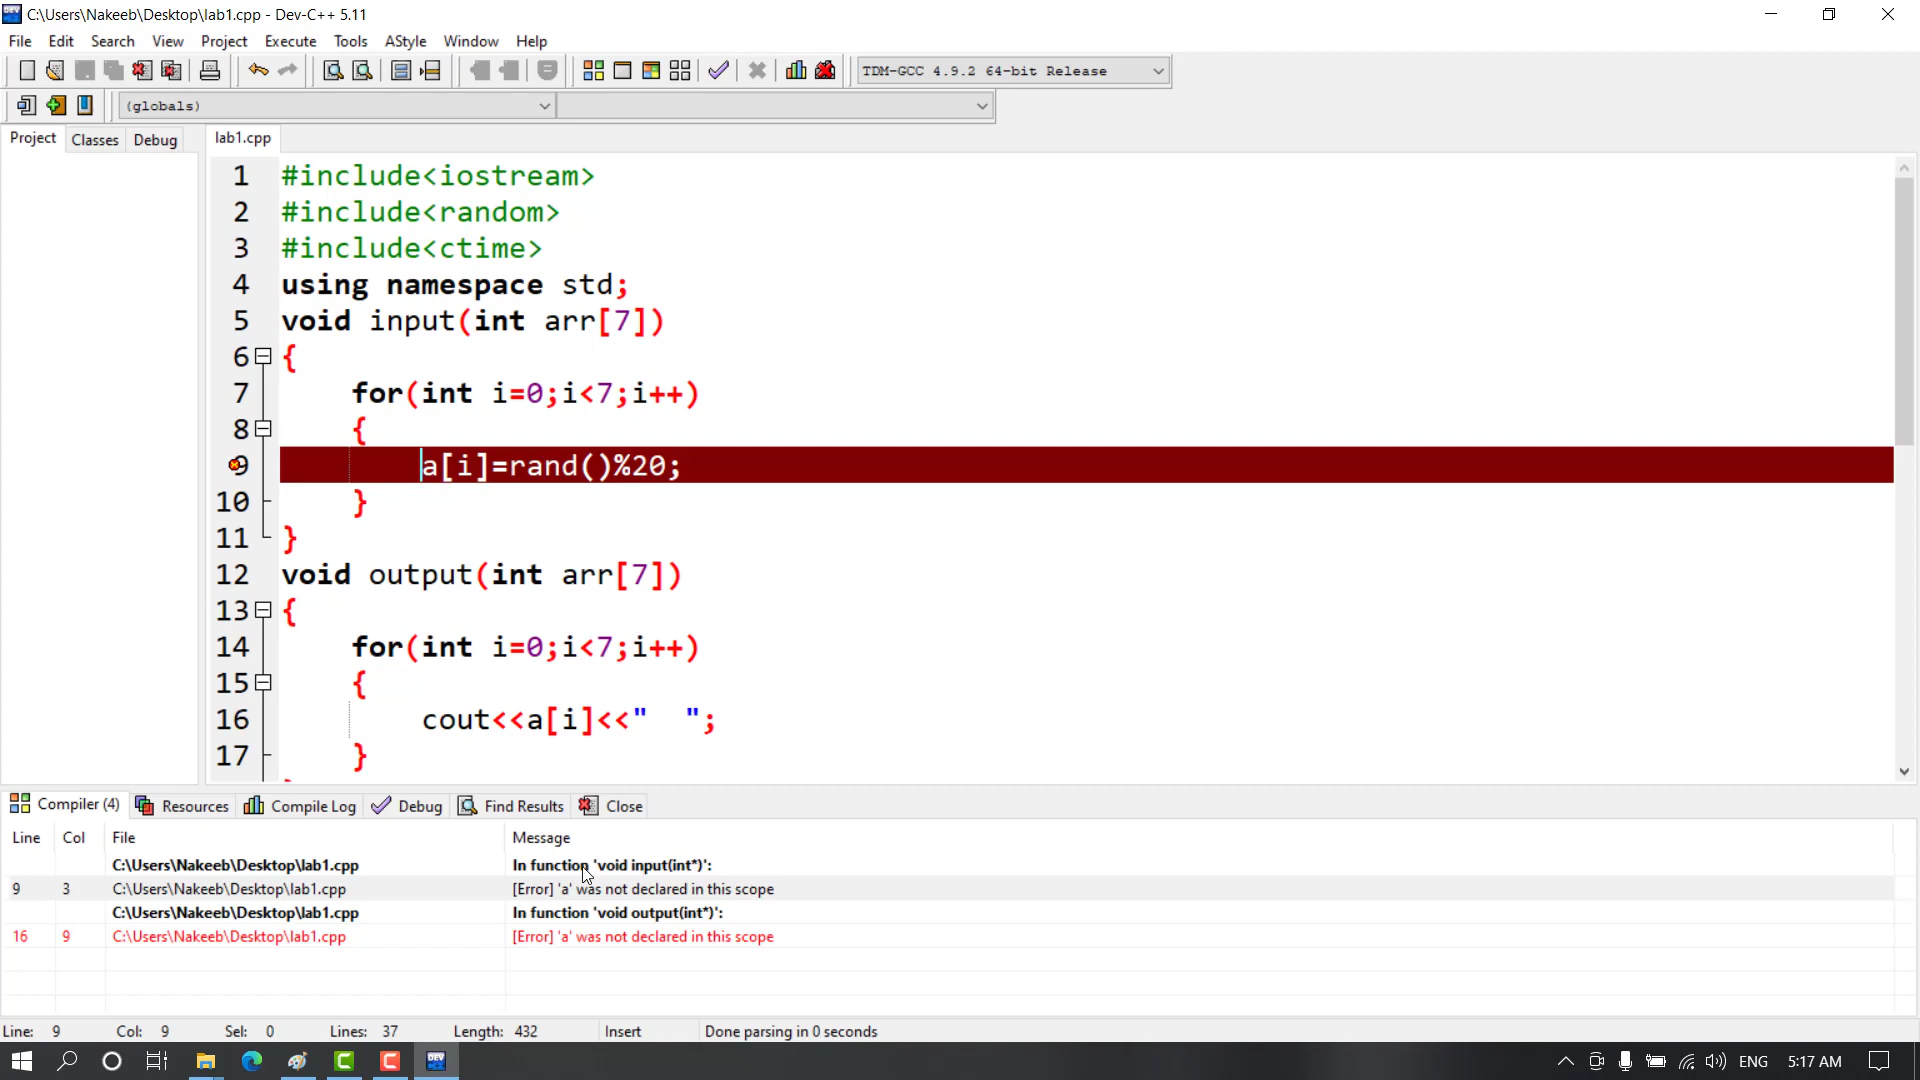 C:\Users\Nakeeb\Desktop\lab1.cpp - Dev-C++ 5.11
File Edit Search View Project Execute Tools AStyle Window Help
TDM-GCC 4.9.2 64-bit Release
(globals)
Project Classes Debug lab1.cpp
1 #include<iostream>
2 #include<random>
3 #include<ctime>
4 using namespace std;
5 void input(int arr[7])
6 {
7 for(int i=0;i<7;i++)
8 {
9 a[i]=rand()%20;
10 }
11 }
12 void output(int arr[7])
13 {
14 for(int i=0;i<7;i++)
15 {
16 cout<<a[i]<<"  ";
17 }
Compiler (4) Resources Compile Log Debug Find Results Close
Line Col File Message
C:\Users\Nakeeb\Desktop\lab1.cpp In function 'void input(int*)':
9 3 C:\Users\Nakeeb\Desktop\lab1.cpp [Error] 'a' was not declared in this scope
C:\Users\Nakeeb\Desktop\lab1.cpp In function 'void output(int*)':
16 9 C:\Users\Nakeeb\Desktop\lab1.cpp [Error] 'a' was not declared in this scope
Line: 9 Col: 9 Sel: 0 Lines: 37 Length: 432 Insert Done parsing in 0 seconds
DEV ENG 5:17 AM